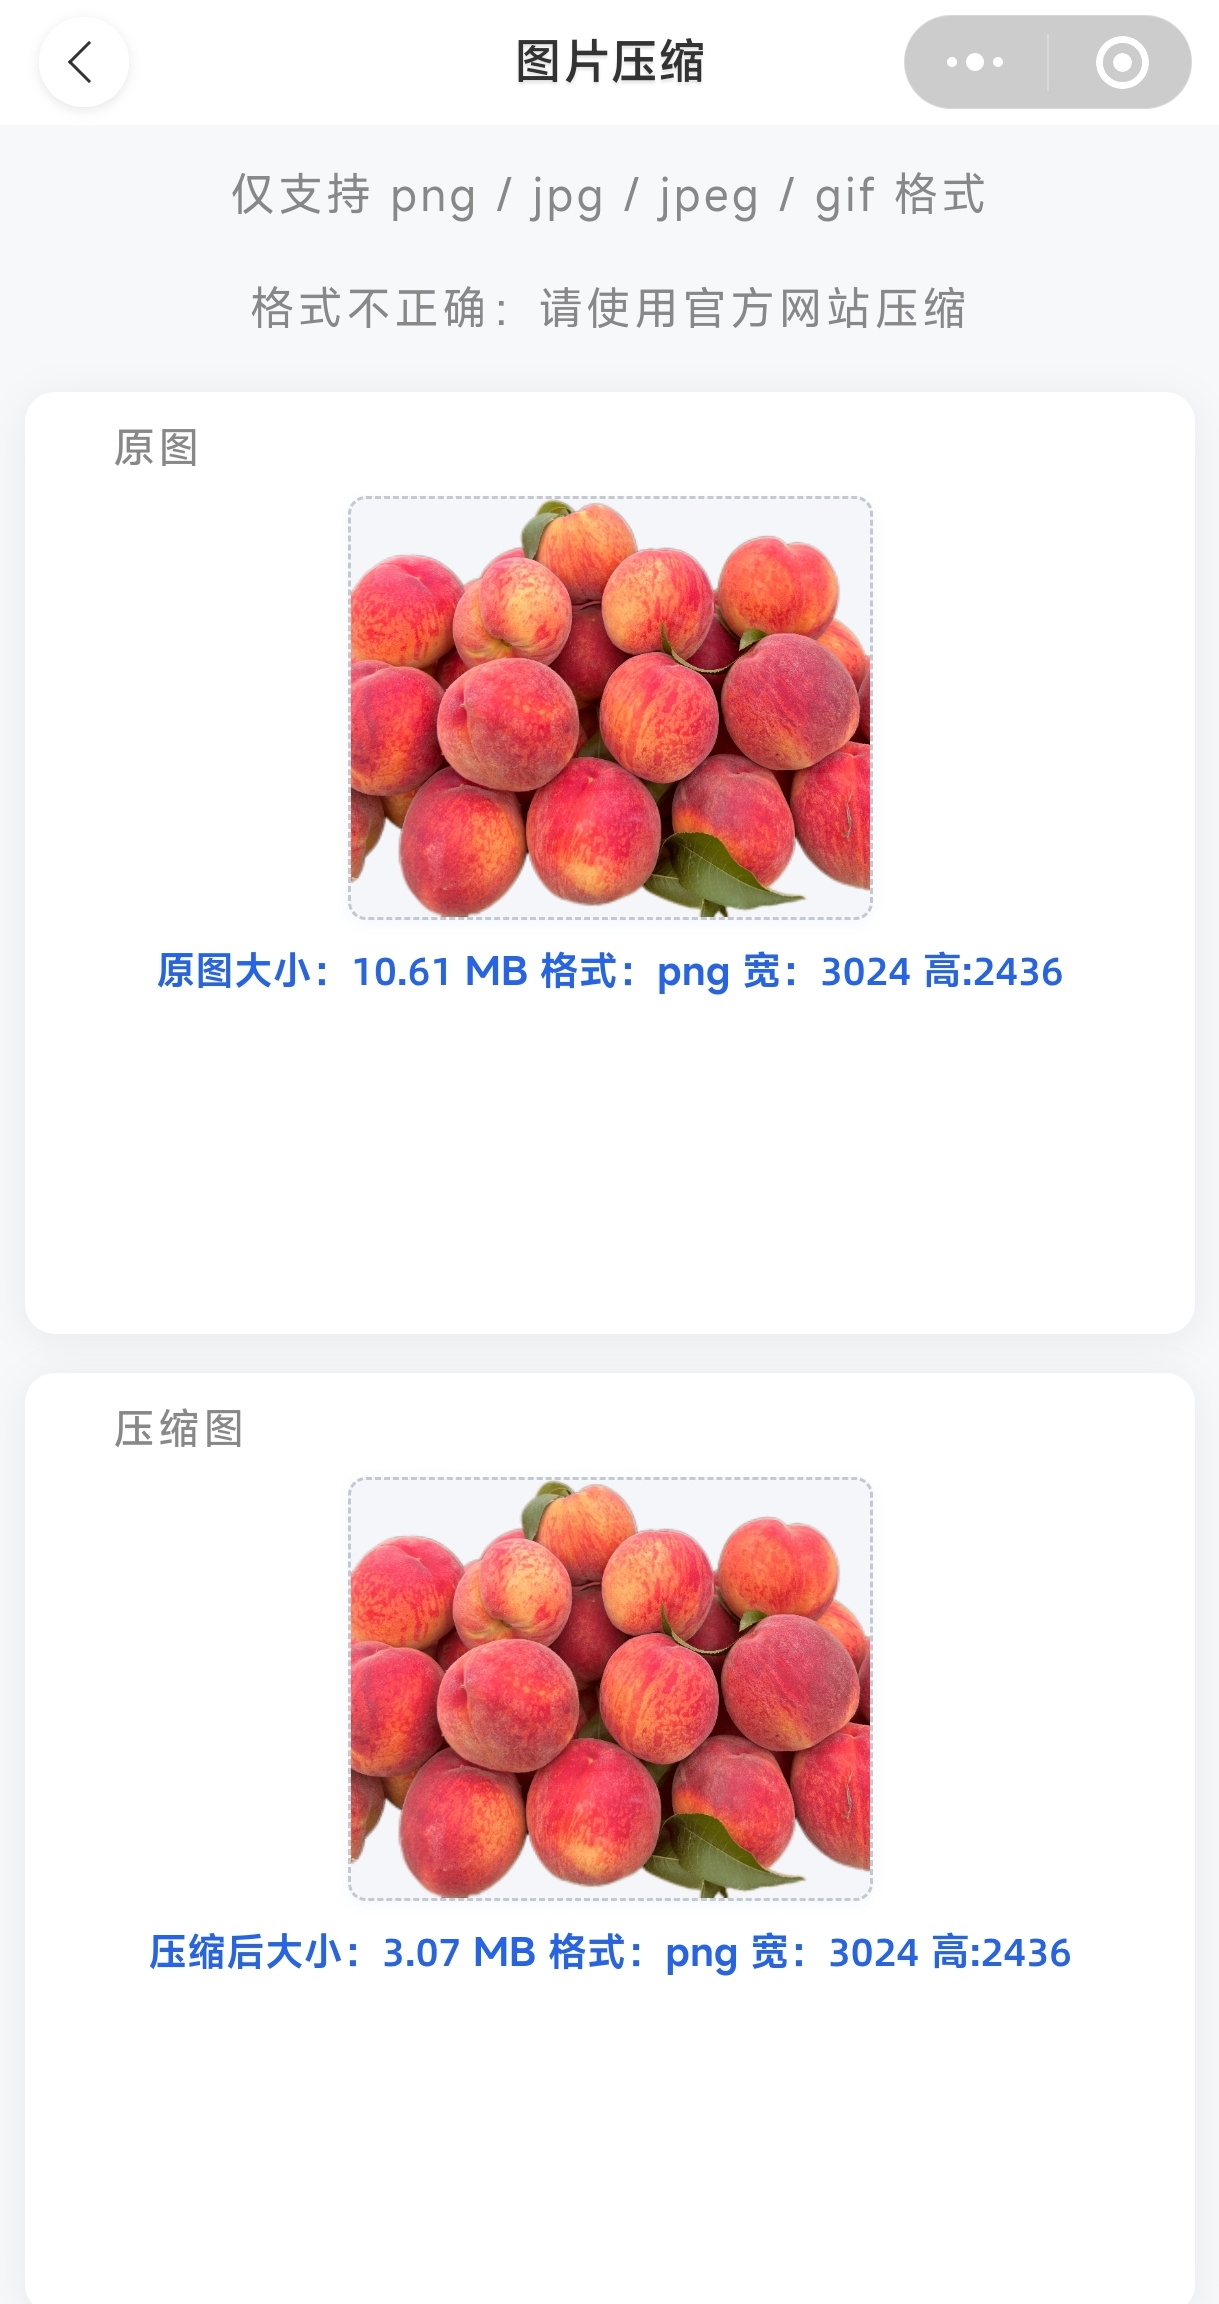 图片压缩
仅支持 png / jpg / jpeg / gif 格式
格式不正确：请使用官方网站压缩
原图
原图大小：10.61 MB 格式：png 宽：3024 高:2436
压缩图
压缩后大小：3.07 MB 格式：png 宽：3024 高:2436